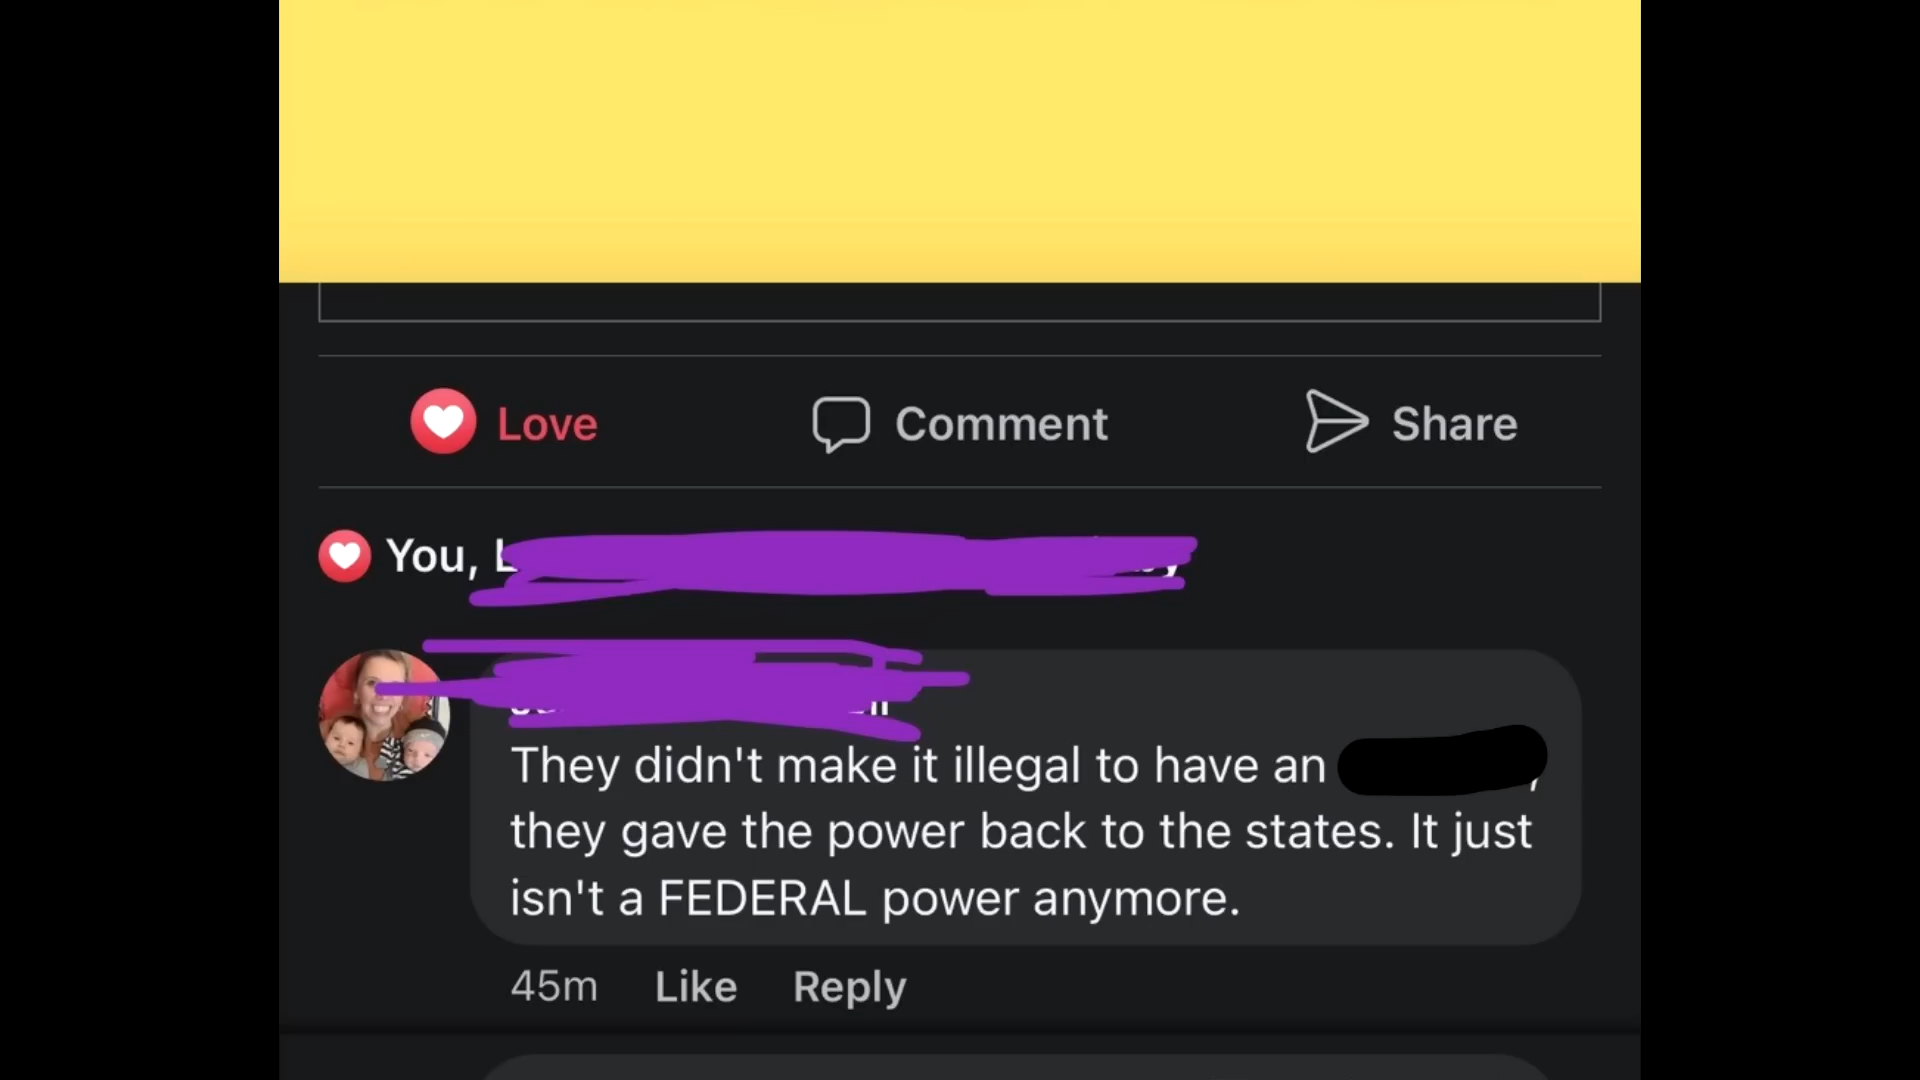 Love
Comment
Share
You,
They didn't make it illegal to have an
they gave the power back to the states. It just
isn't a FEDERAL power anymore.
45m Like Reply